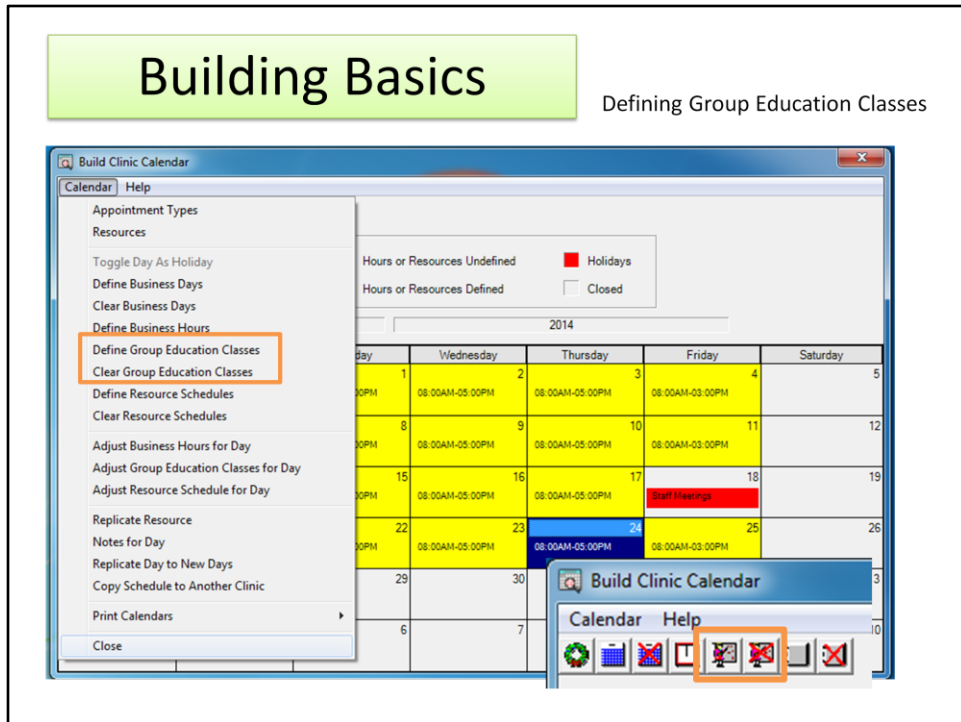 Building Basics
Defining Group Education Classes
Build Clinic Calendar
Calendar Help
Appointment Types
Resources
Toggle Day As Holiday
Define Business Days
Clear Business Days
Define Business Hours
Define Group Education Classes
Clear Group Education Classes
Define Resource Schedules
Clear Resource Schedules
Adjust Business Hours for Day
Adjust Group Education Classes for Day
Adjust Resource Schedule for Day
Replicate Resource
Notes for Day
Replicate Day to New Days
Copy Schedule to Another Clinic
Print Calendars
Close
Hours or Resources Undefined Holidays
Hours or Resources Defined Closed
2014
day Wednesday Thursday Friday Saturday
1 2 3 4 5
00PM 08:00AM-05:00PM 08:00AM-05:00PM 08:00AM-03:00PM
8 9 10 11 12
00PM 08:00AM-05:00PM 08:00AM-05:00PM 08:00AM-03:00PM
15 16 17 18 19
00PM 08:00AM-05:00PM 08:00AM-05:00PM Staff Meetings
22 23 24 25 26
00PM 08:00AM-05:00PM 08:00AM-05:00PM 08:00AM-03:00PM
29 30 3
6 7 10
Build Clinic Calendar
Calendar Help